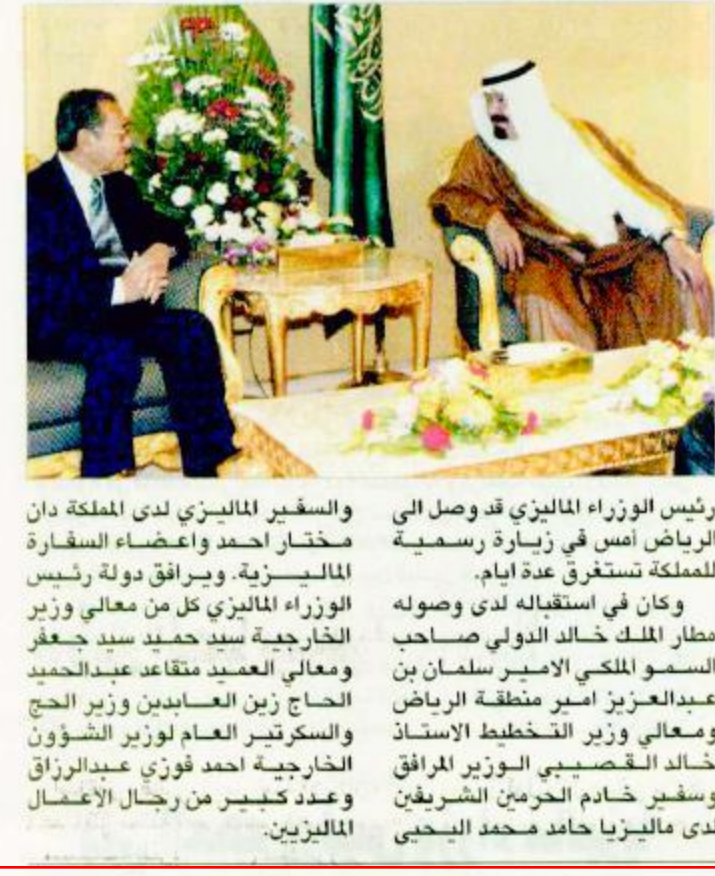 رئيس الوزراء الماليزي قد وصل الى
الرياض أمس في زيارة رسمية
للمملكة تستغرق عدة ايام.
وكان في استقباله لدى وصوله
مطار الملك خالد الدولي صاحب
السمو الملكي الامير سلمان بن
عبدالعزيز امير منطقة الرياض
ومعالي وزير التخطيط الاستاذ
خالد القصيبي الوزير المرافق
وسفير خادم الحرمين الشريفين
لدى ماليزيا حامد محمد اليحيى
والسفير الماليزي لدى المملكة دان
مختار احمد واعضاء السفارة
الماليزية. ويرافق دولة رئيس
الوزراء الماليزي كل من معالي وزير
الخارجية سيد حميد سيد جعفر
ومعالي العميد متقاعد عبدالحميد
الحاج زين العابدين وزير الحج
والسكرتير العام لوزير الشؤون
الخارجية احمد فوزي عبدالرزاق
وعدد كبير من رجال الاعمال
الماليزيين.